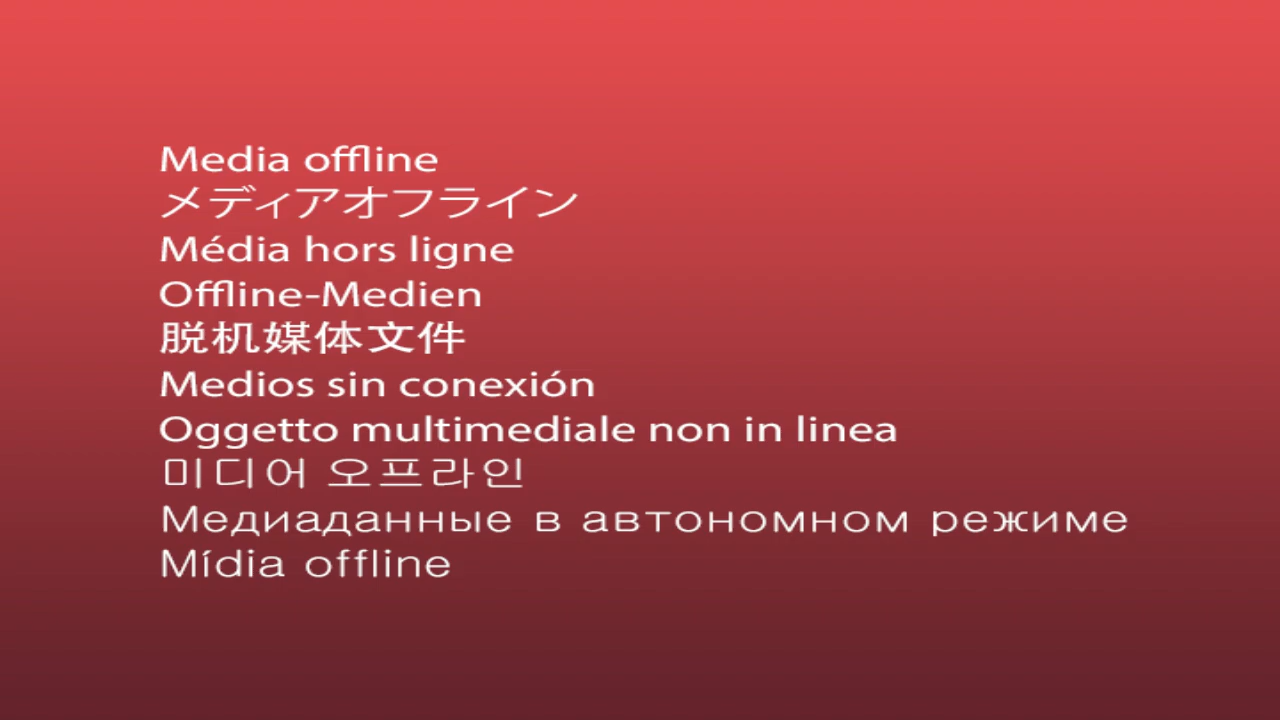 Media offline
メディアオフライン
Média hors ligne
Offline-Medien
脱机媒体文件
Medios sin conexión
Oggetto multimediale non in linea
미디어 오프라인
Медиаданные в автономном режиме
Mídia offline